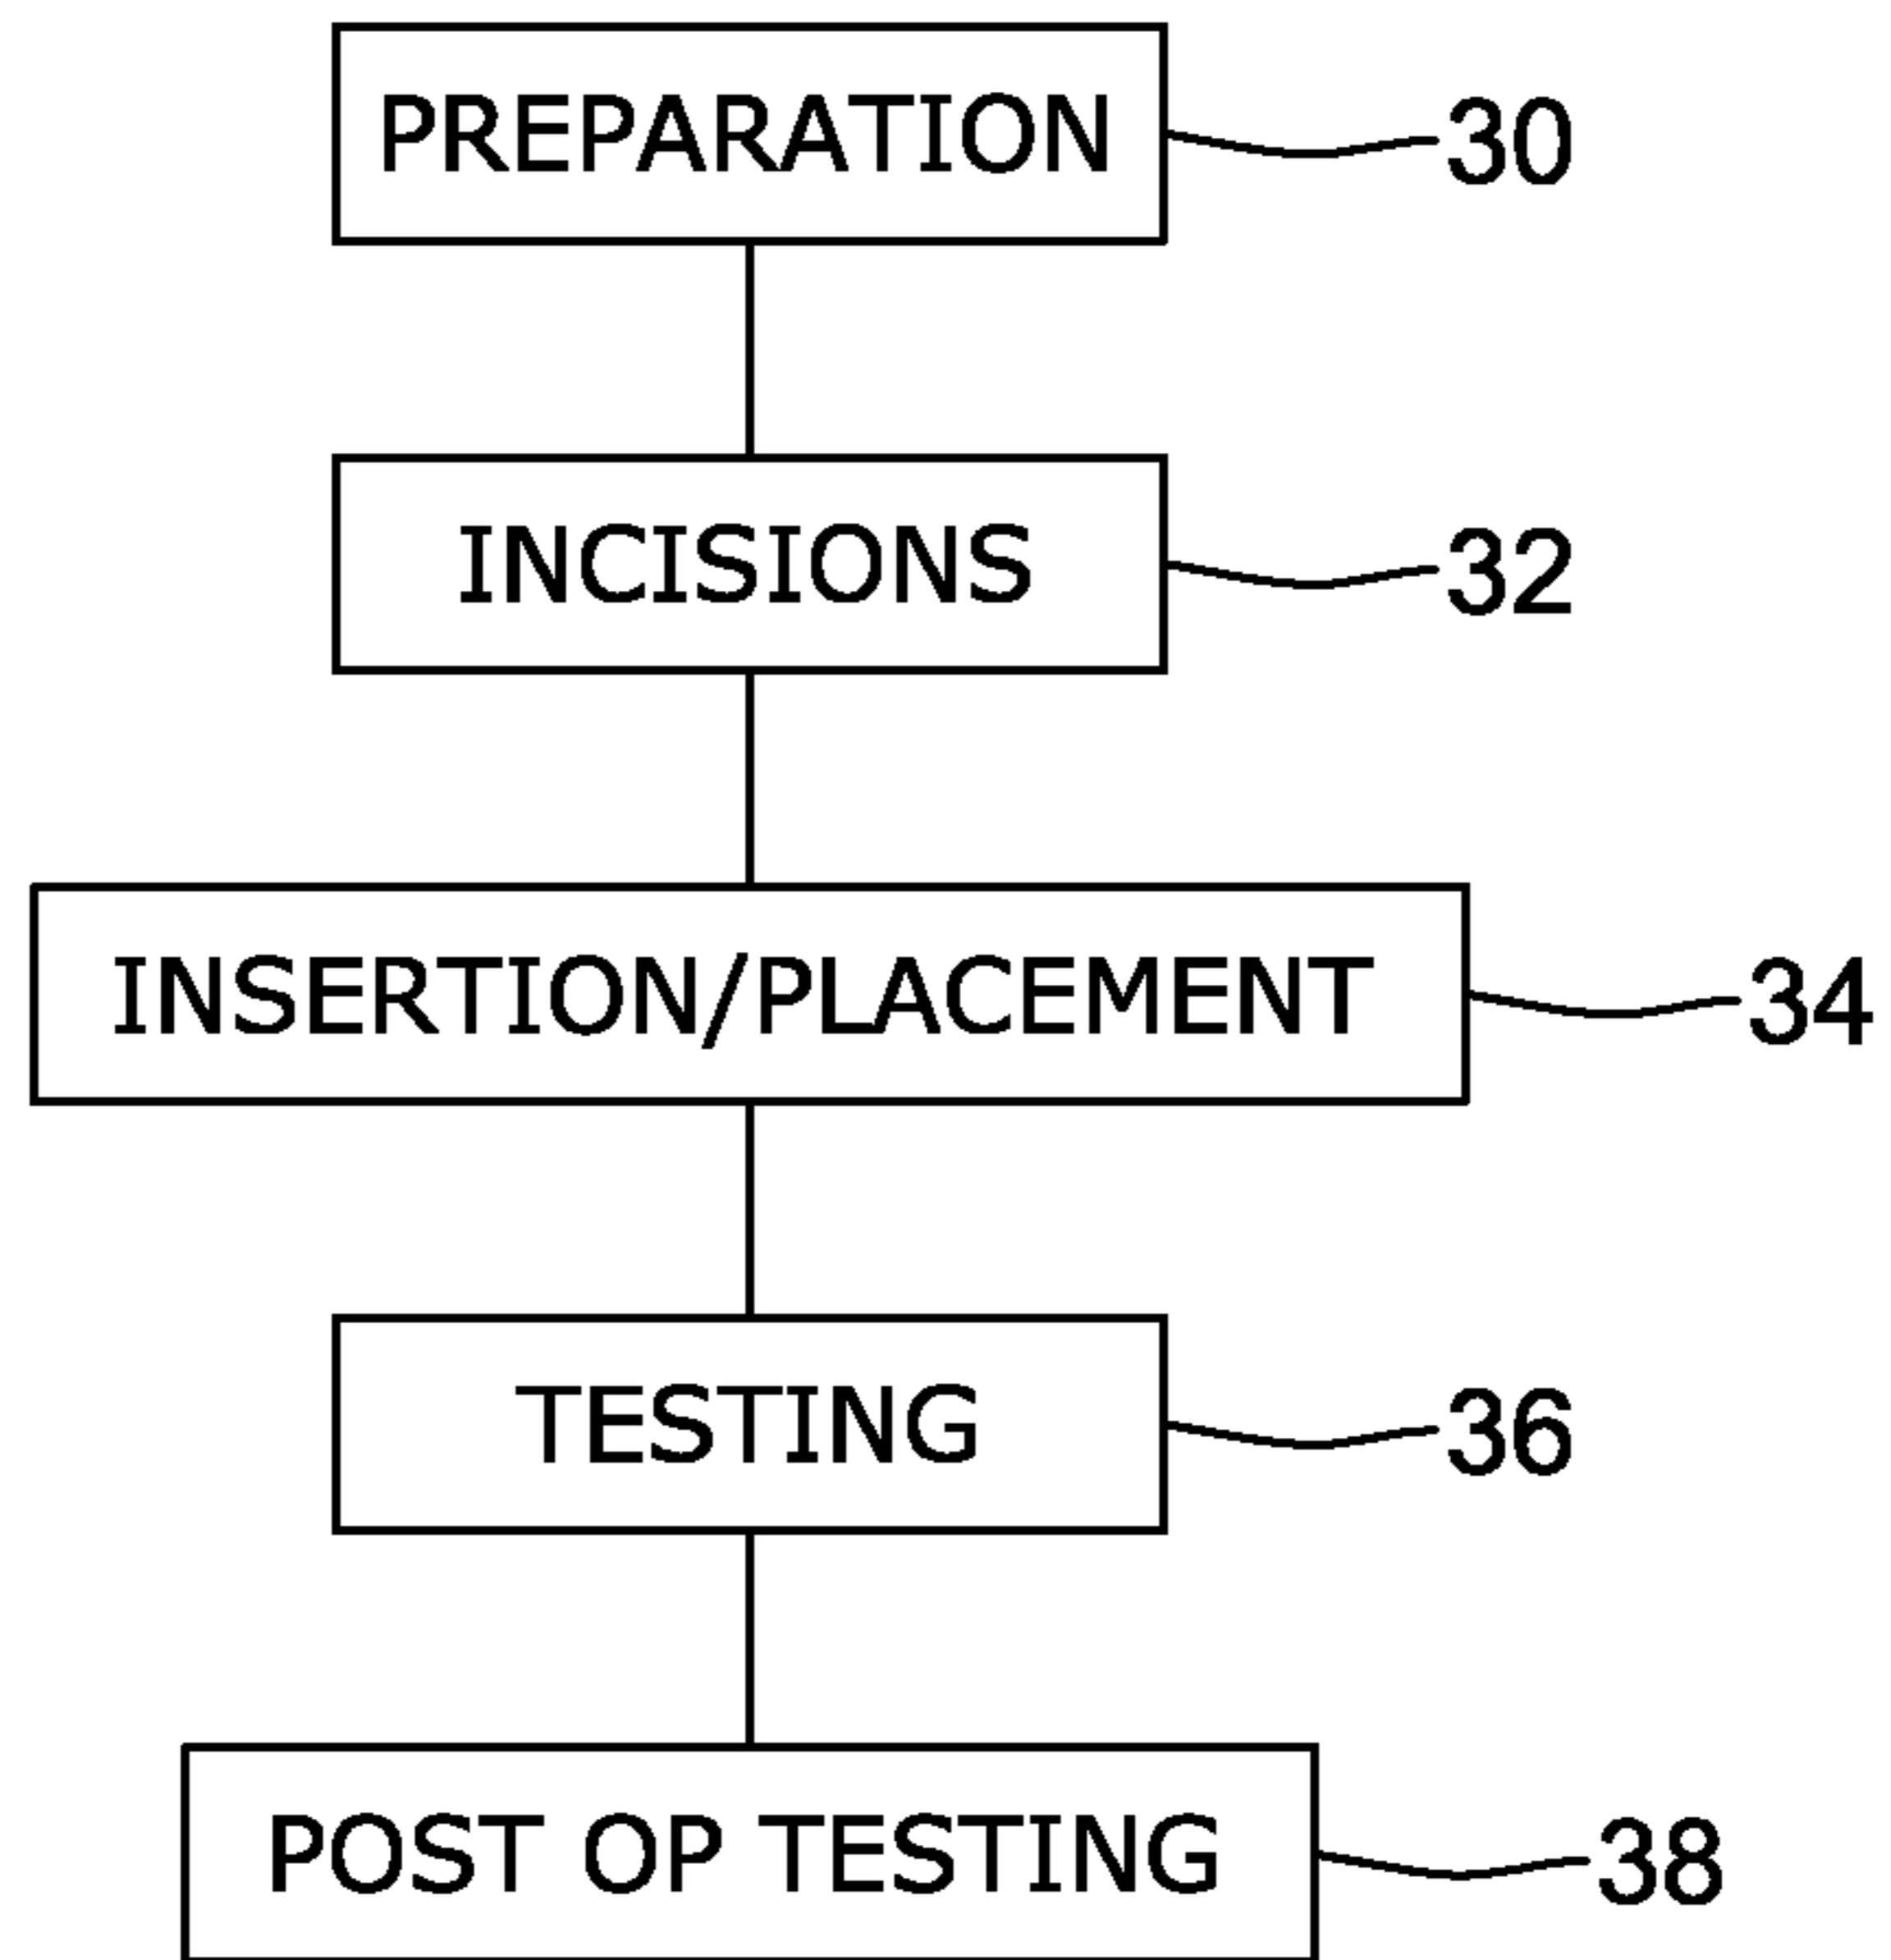 PREPARATION 30
INCISIONS 32
INSERTION/PLACEMENT 34
TESTING 36
POST OP TESTING 38